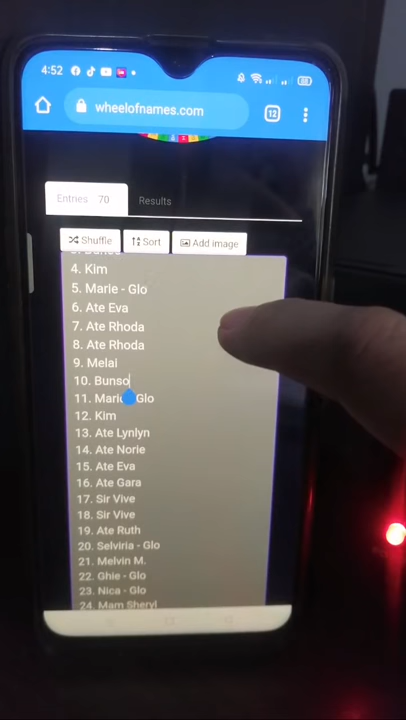 4:52
wheelofnames.com
12
Entries 70
Results
Shuffle
Sort
Add image
4. Kim
5. Marie - Glo
6. Ate Eva
7. Ate Rhoda
8. Ate Rhoda
9. Melai
10. Bunso
11. Marie - Glo
12. Kim
13. Ate Lynlyn
14. Ate Norie
15. Ate Eva
16. Ate Gara
17. Sir Vive
18. Sir Vive
19. Ate Ruth
20. Selviria - Glo
21. Melvin M.
22. Ghie - Glo
23. Nica - Glo
24. Mam Sheryl